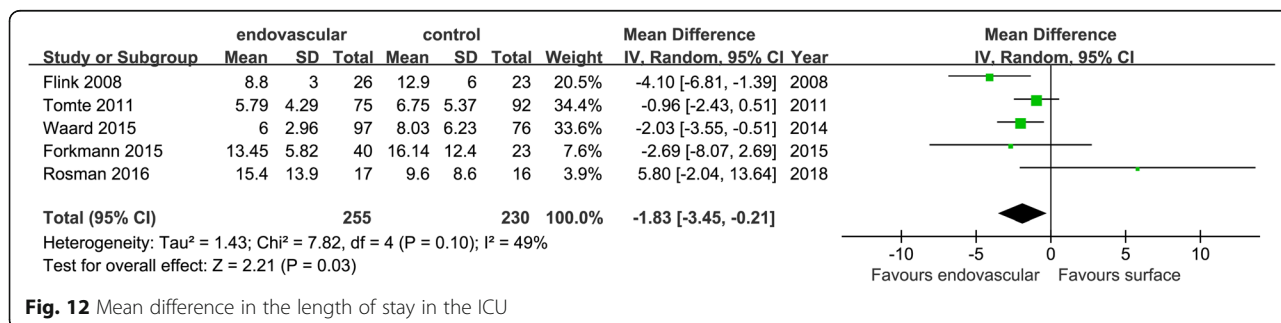 endovascular control Mean Difference Mean Difference
Study or Subgroup Mean SD Total Mean SD Total Weight IV, Random, 95% CI Year IV, Random, 95% CI
Flink 2008 8.8 3 26 12.9 6 23 20.5% -4.10 [-6.81, -1.39] 2008
Tomte 2011 5.79 4.29 75 6.75 5.37 92 34.4% -0.96 [-2.43, 0.51] 2011
Waard 2015 6 2.96 97 8.03 6.23 76 33.6% -2.03 [-3.55, -0.51] 2014
Forkmann 2015 13.45 5.82 40 16.14 12.4 23 7.6% -2.69 [-8.07, 2.69] 2015
Rosman 2016 15.4 13.9 17 9.6 8.6 16 3.9% 5.80 [-2.04, 13.64] 2018
Total (95% CI) 255 230 100.0% -1.83 [-3.45, -0.21]
Heterogeneity: Tau² = 1.43; Chi² = 7.82, df = 4 (P = 0.10); I² = 49%
Test for overall effect: Z = 2.21 (P = 0.03)
-10 -5 0 5 10
Favours endovascular Favours surface
Fig. 12 Mean difference in the length of stay in the ICU